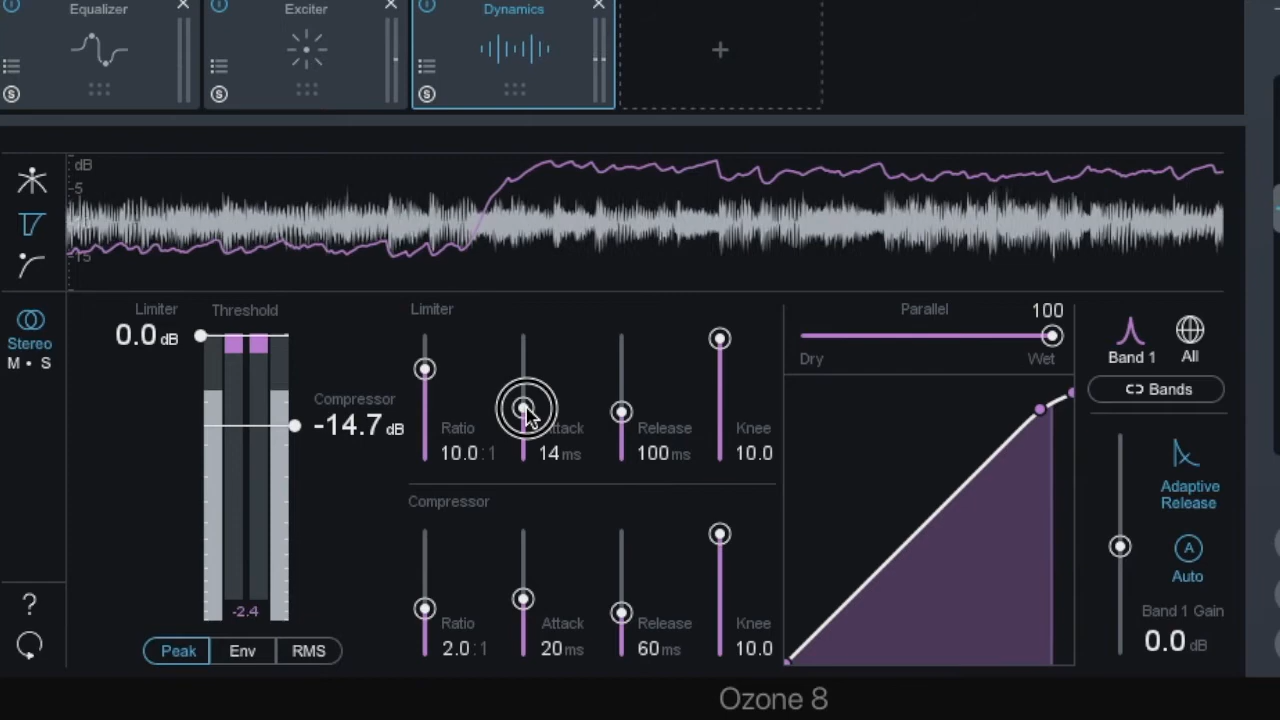 Equalizer
Exciter
Dynamics
S
S
S
dB
-5
-15
Limiter
Threshold
0.0 dB
Compressor
-14.7 dB
-2.4
Peak
Env
RMS
Stereo
M • S
?
Limiter
Ratio
10.0:1
ttack
14 ms
Release
100 ms
Knee
10.0
Compressor
Ratio
2.0:1
Attack
20 ms
Release
60 ms
Knee
10.0
Parallel
100
Dry
Wet
Band 1
All
Bands
Adaptive
Release
A
Auto
Band 1 Gain
0.0 dB
Ozone 8